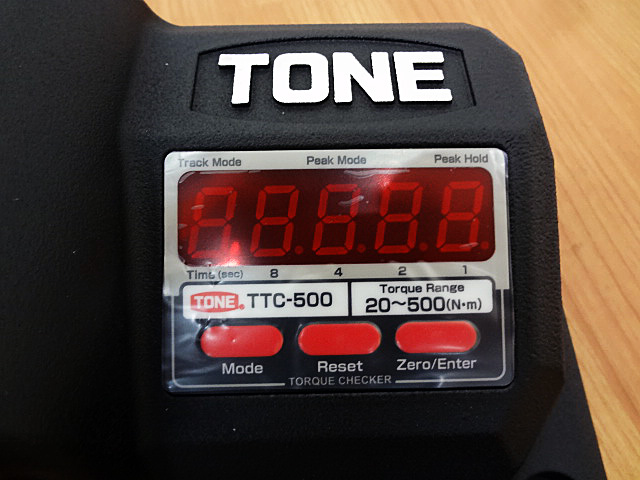 TONE
Track Mode Peak Mode Peak Hold
Time (sec) 8 4 2 1
TONE TTC-500 Torque Range
20~500(N·m)
Mode Reset Zero/Enter
TORQUE CHECKER